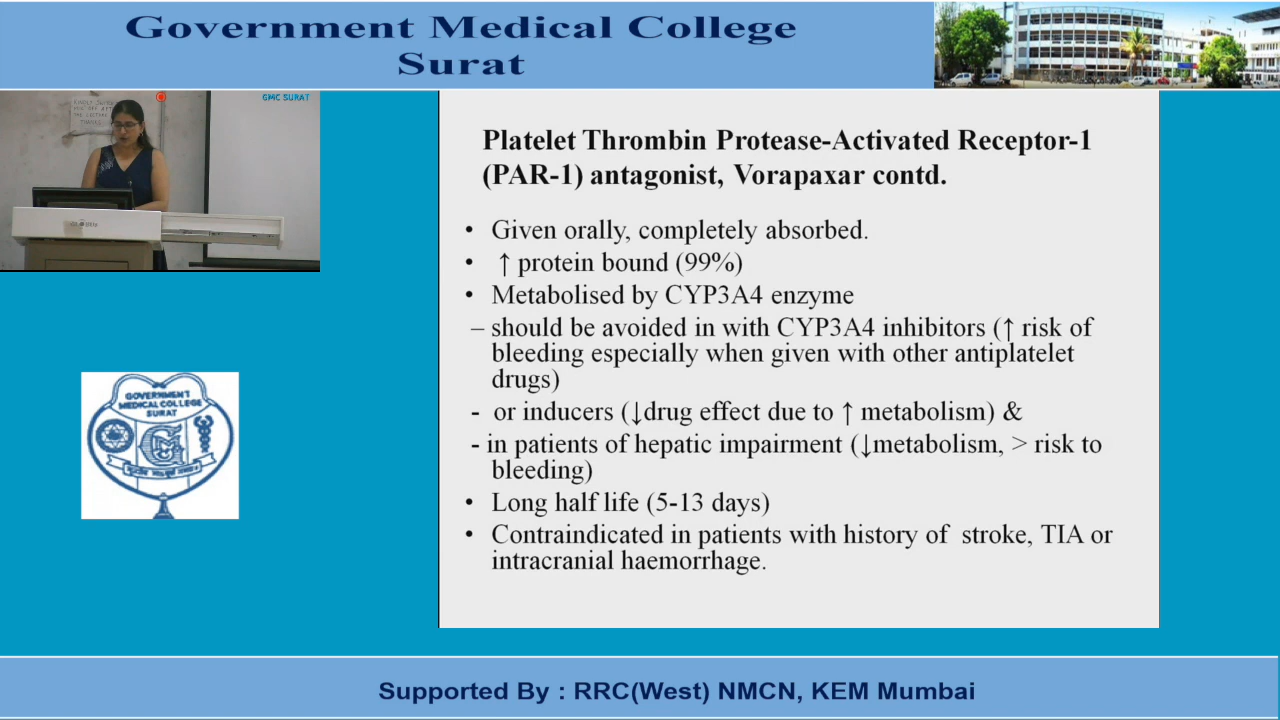 Government Medical College
Surat
GMC SURAT
Platelet Thrombin Protease-Activated Receptor-1
(PAR-1) antagonist, Vorapaxar contd.
• Given orally, completely absorbed.
• ↑ protein bound (99%)
• Metabolised by CYP3A4 enzyme
– should be avoided in with CYP3A4 inhibitors (↑ risk of
bleeding especially when given with other antiplatelet
drugs)
- or inducers (↓drug effect due to ↑ metabolism) &
- in patients of hepatic impairment (↓metabolism, > risk to
bleeding)
• Long half life (5-13 days)
• Contraindicated in patients with history of stroke, TIA or
intracranial haemorrhage.
GOVERNMENT
MEDICAL COLLEGE
SURAT
Supported By : RRC(West) NMCN, KEM Mumbai